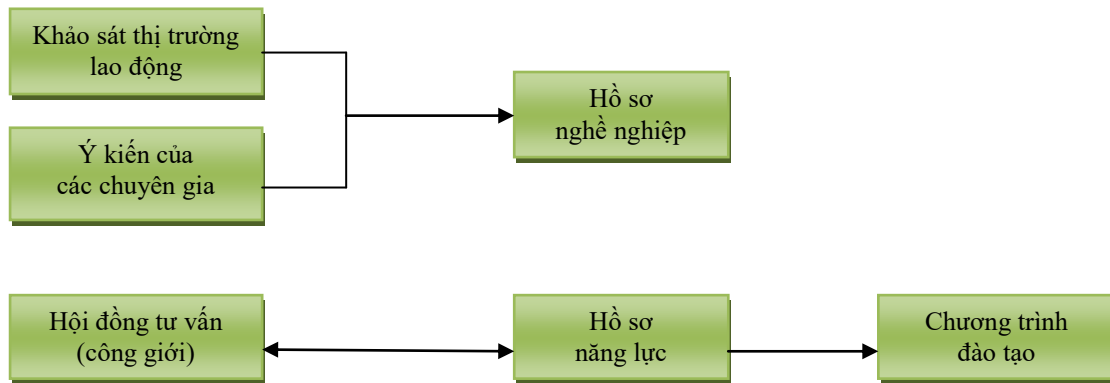 Khảo sát thị trường
lao động
Hồ sơ
nghề nghiệp
Ý kiến của
các chuyên gia
Hội đồng tư vấn
(công giới)
Hồ sơ
năng lực
Chương trình
đào tạo